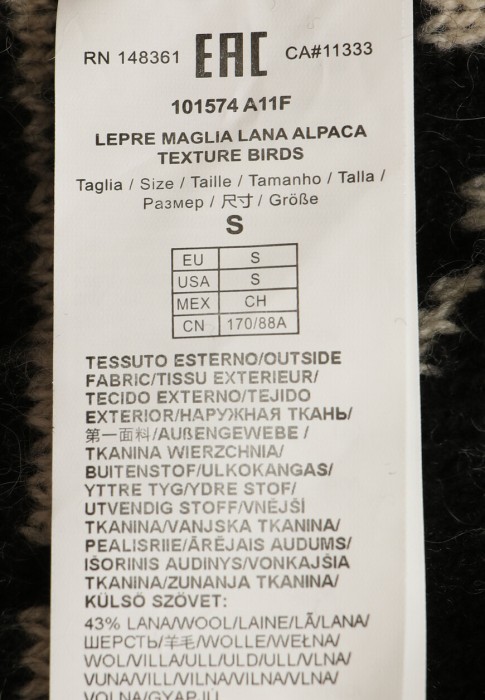 RN 148361 EAC CA#11333
101574 A11F
LEPRE MAGLIA LANA ALPACA
TEXTURE BIRDS
Taglia / Size / Taille / Tamanho / Talla /
Размер / 尺寸 / Größe
S
EU S
USA S
MEX CH
CN 170/88A
TESSUTO ESTERNO/OUTSIDE
FABRIC/TISSU EXTERIEUR/
TECIDO EXTERNO/TEJIDO
EXTERIOR/НАРУЖНАЯ ТКАНЬ/
第一面料/AUßENGEWEBE /
TKANINA WIERZCHNIA/
BUITENSTOF/ULKOKANGAS/
YTTRE TYG/YDRE STOF/
UTVENDIG STOFF/VNĚJŠÍ
TKANINA/VANJSKA TKANINA/
PEALISRIIE/ĀRĒJAIS AUDUMS/
IŠORINIS AUDINYS/VONKAJŠIA
TKANINA/ZUNANJA TKANINA/
KÜLSŐ SZÖVET:
43% LANA/WOOL/LAINE/LÃ/LANA/
ШЕРСТЬ/羊毛/WOLLE/WEŁNA/
WOL/VILLA/ULL/ULD/ULL/VLNA/
VUNA/VILL/VILNA/VILNA/VLNA/
VOLNA/GYAPJÚ